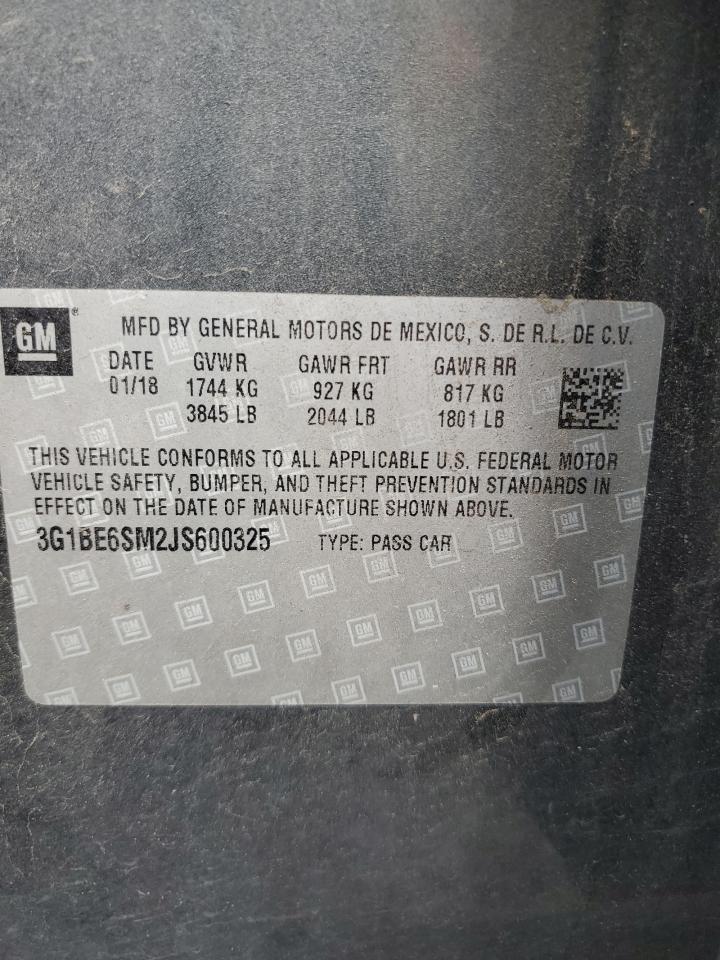 GM ® MFD BY GENERAL MOTORS DE MEXICO, S. DE R.L. DE C.V.
DATE GVWR GAWR FRT GAWR RR
01/18 1744 KG 927 KG 817 KG
3845 LB 2044 LB 1801 LB
THIS VEHICLE CONFORMS TO ALL APPLICABLE U.S. FEDERAL MOTOR
VEHICLE SAFETY, BUMPER, AND THEFT PREVENTION STANDARDS IN
EFFECT ON THE DATE OF MANUFACTURE SHOWN ABOVE.
3G1BE6SM2JS600325 TYPE: PASS CAR